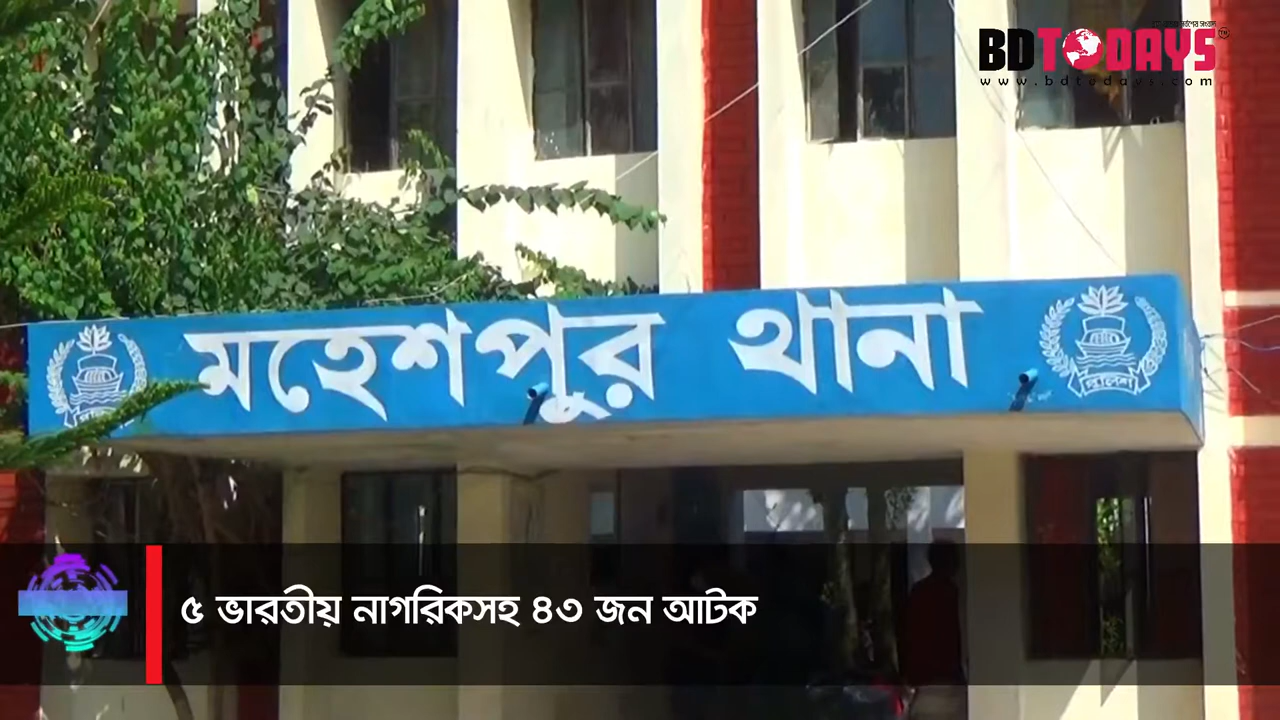 BDTODAYS
www.bdtodays.com
মহেশপুর থানা
পুলিশ
৫ ভারতীয় নাগরিকসহ ৪৩ জন আটক